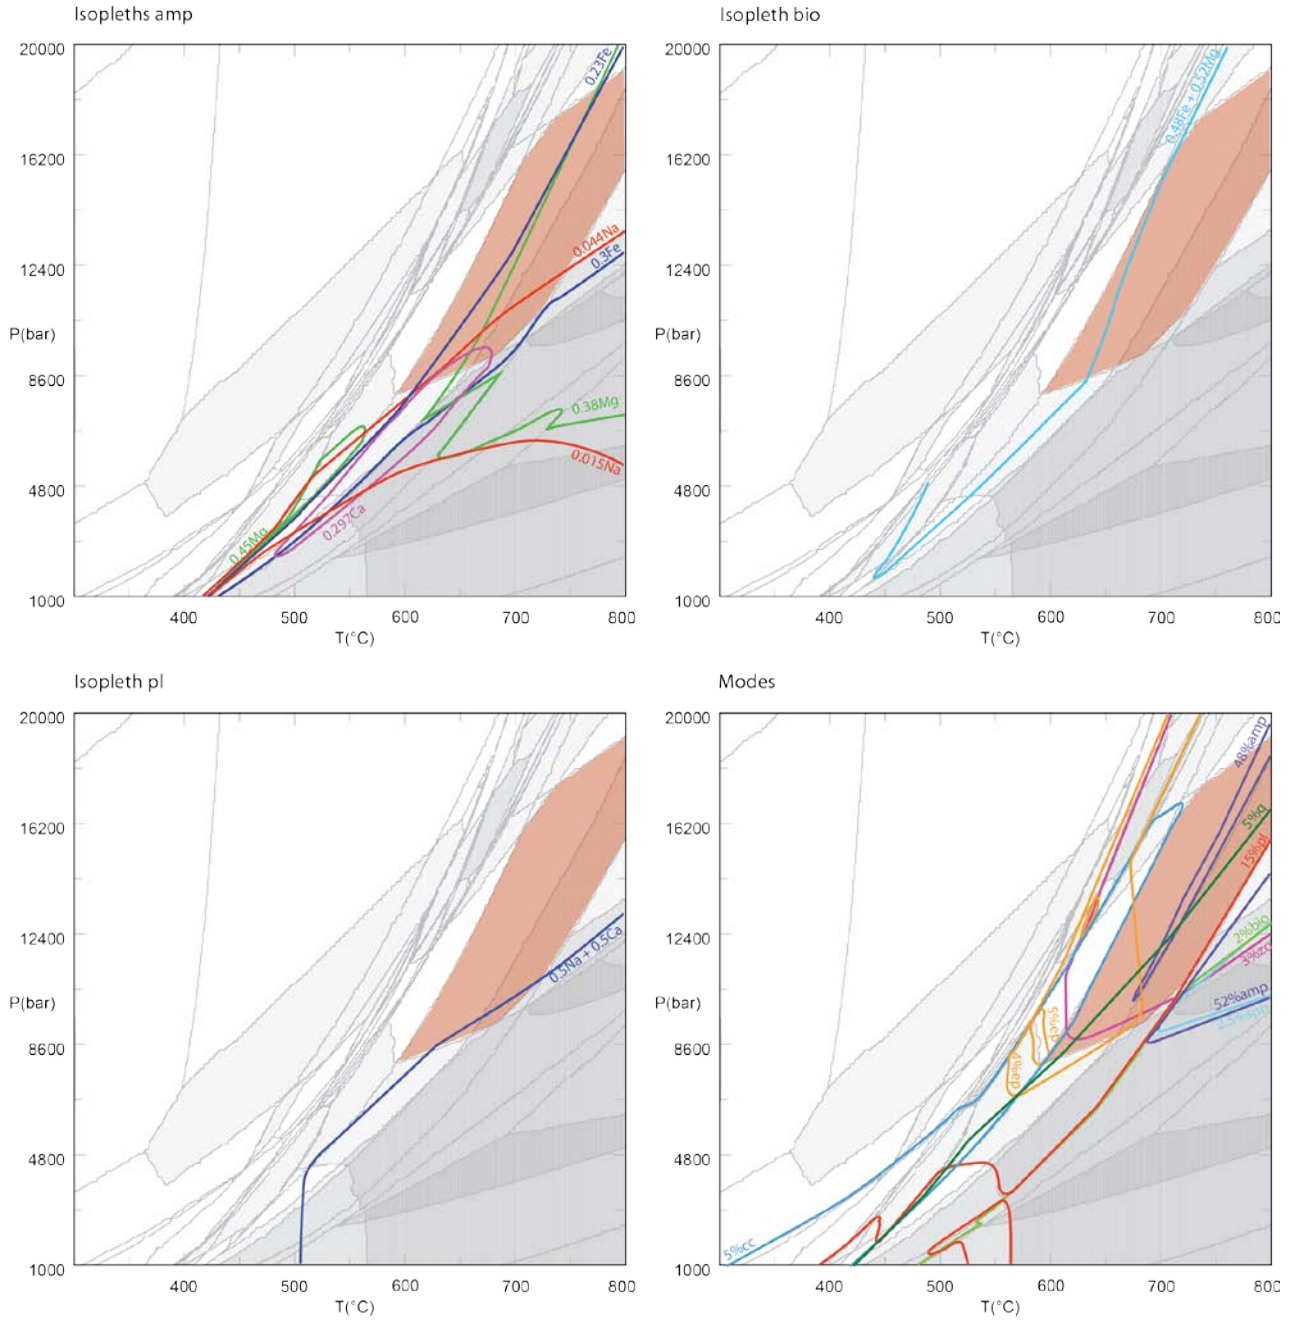 Isopleths amp
Isopleth bio
20000
16200
12400
P(bar)
8600
4800
1000
400 500 600 700 800
T(°C)
0.23Fe
0.044Na
0.3Fe
0.38Mg
0.015Na
0.297Ca
0.45Mg
20000
16200
12400
P(bar)
8600
4800
1000
400 500 600 700 800
T(°C)
0.48Fe + 0.52Mg
Isopleth pl
Modes
20000
16200
12400
P(bar)
8600
4800
1000
400 500 600 700 800
T(°C)
0.5Na + 0.5Ca
20000
16200
12400
P(bar)
8600
4800
1000
400 500 600 700 800
T(°C)
48%amp
5%q
15%pl
2%bio
52%amp
5%ep
4%ep
5%cc